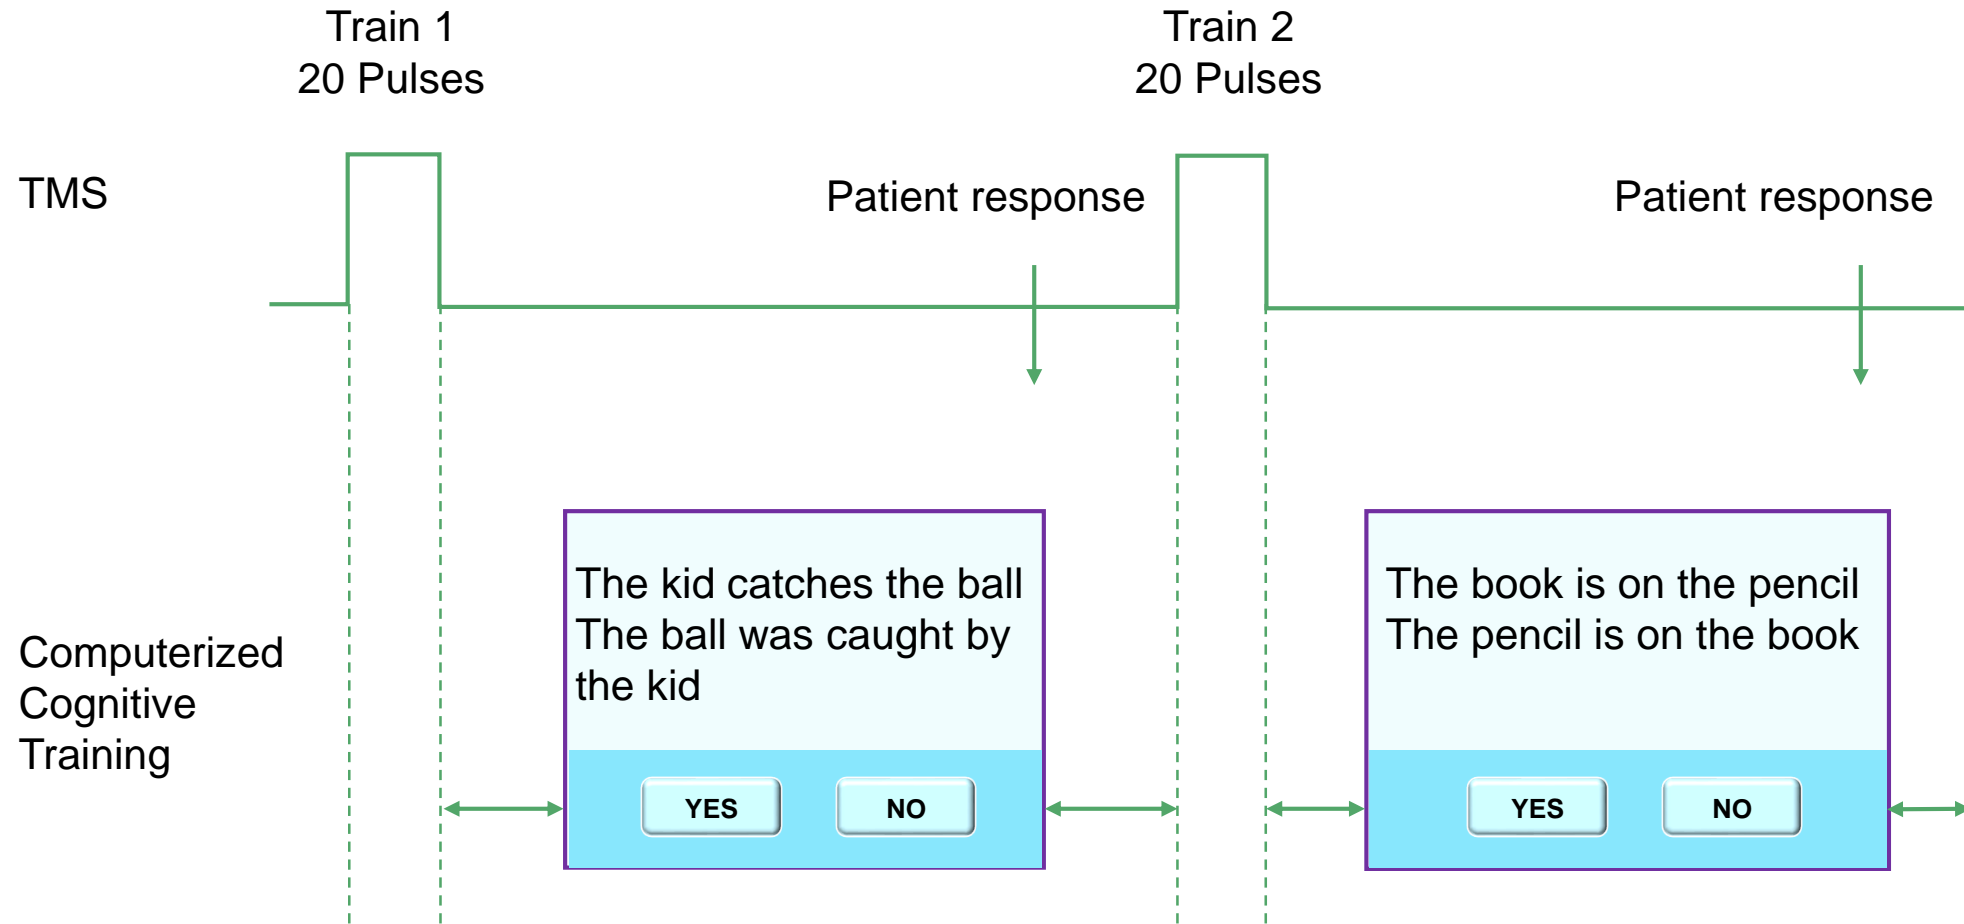 Train 1
20 Pulses
Train 2
20 Pulses
TMS
Patient response
Patient response
Computerized
Cognitive
Training
The kid catches the ball
The ball was caught by
the kid
YES
NO
The book is on the pencil
The pencil is on the book
YES
NO